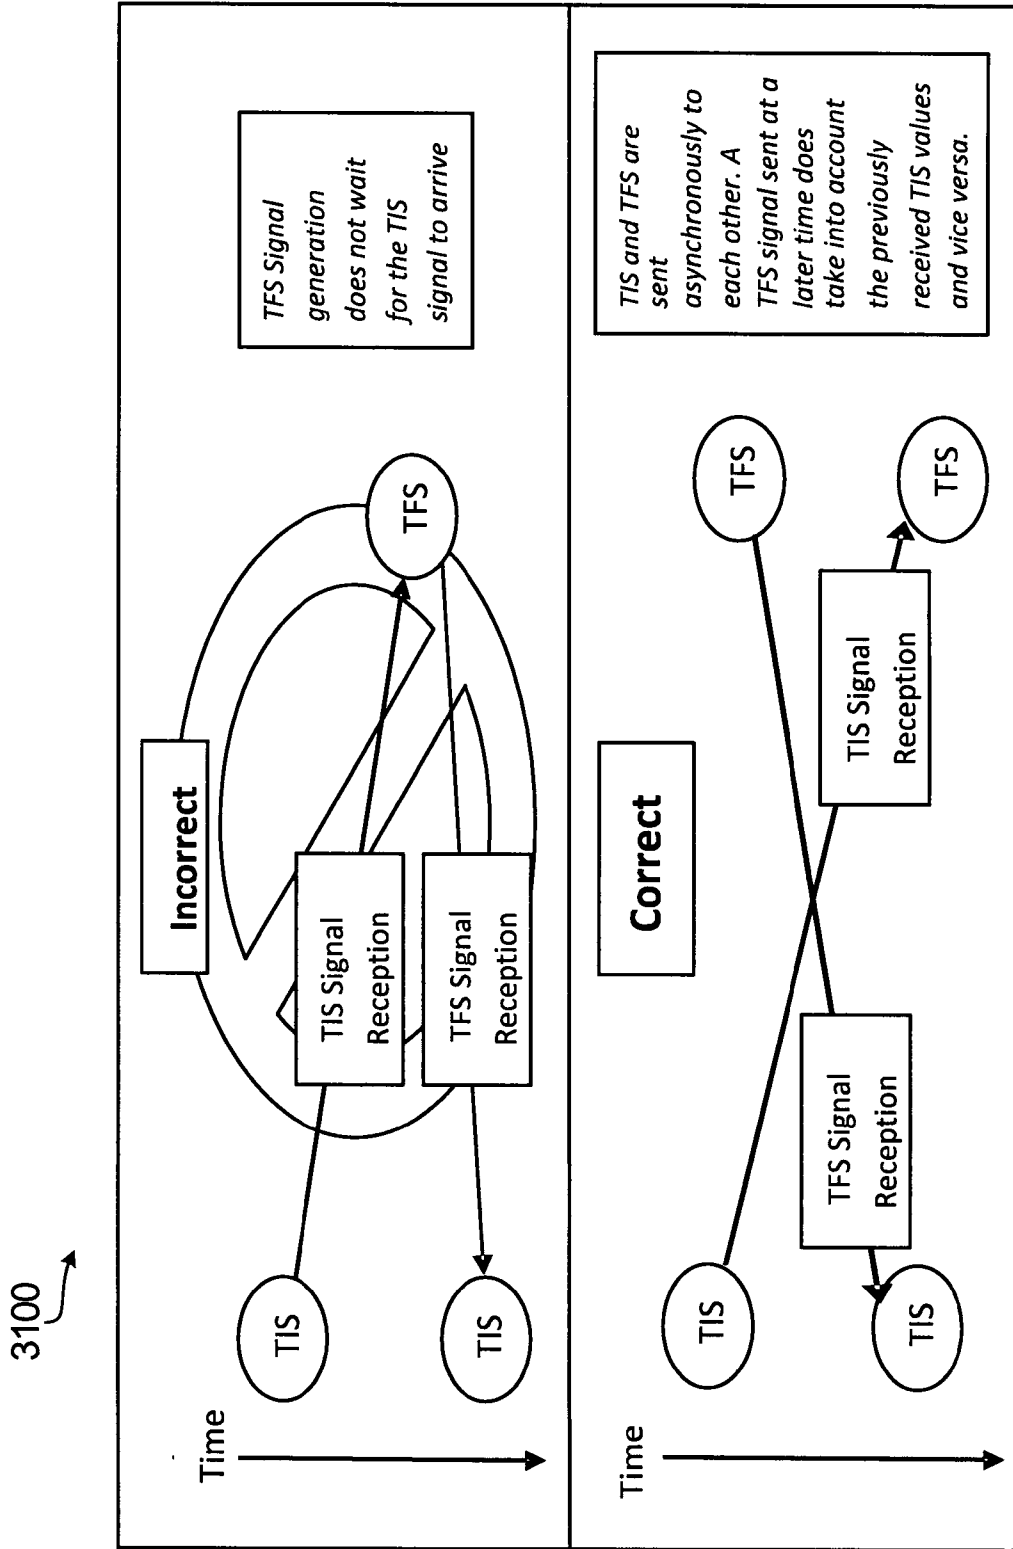 3100
Time
TIS
TIS
Incorrect
TIS Signal
Reception
TFS Signal
Reception
TFS
TFS Signal
generation
does not wait
for the TIS
signal to arrive
Time
TIS
TIS
Correct
TFS Signal
Reception
TIS Signal
Reception
TFS
TFS
TIS and TFS are
sent
asynchronously to
each other. A
TFS signal sent at a
later time does
take into account
the previously
received TIS values
and vice versa.